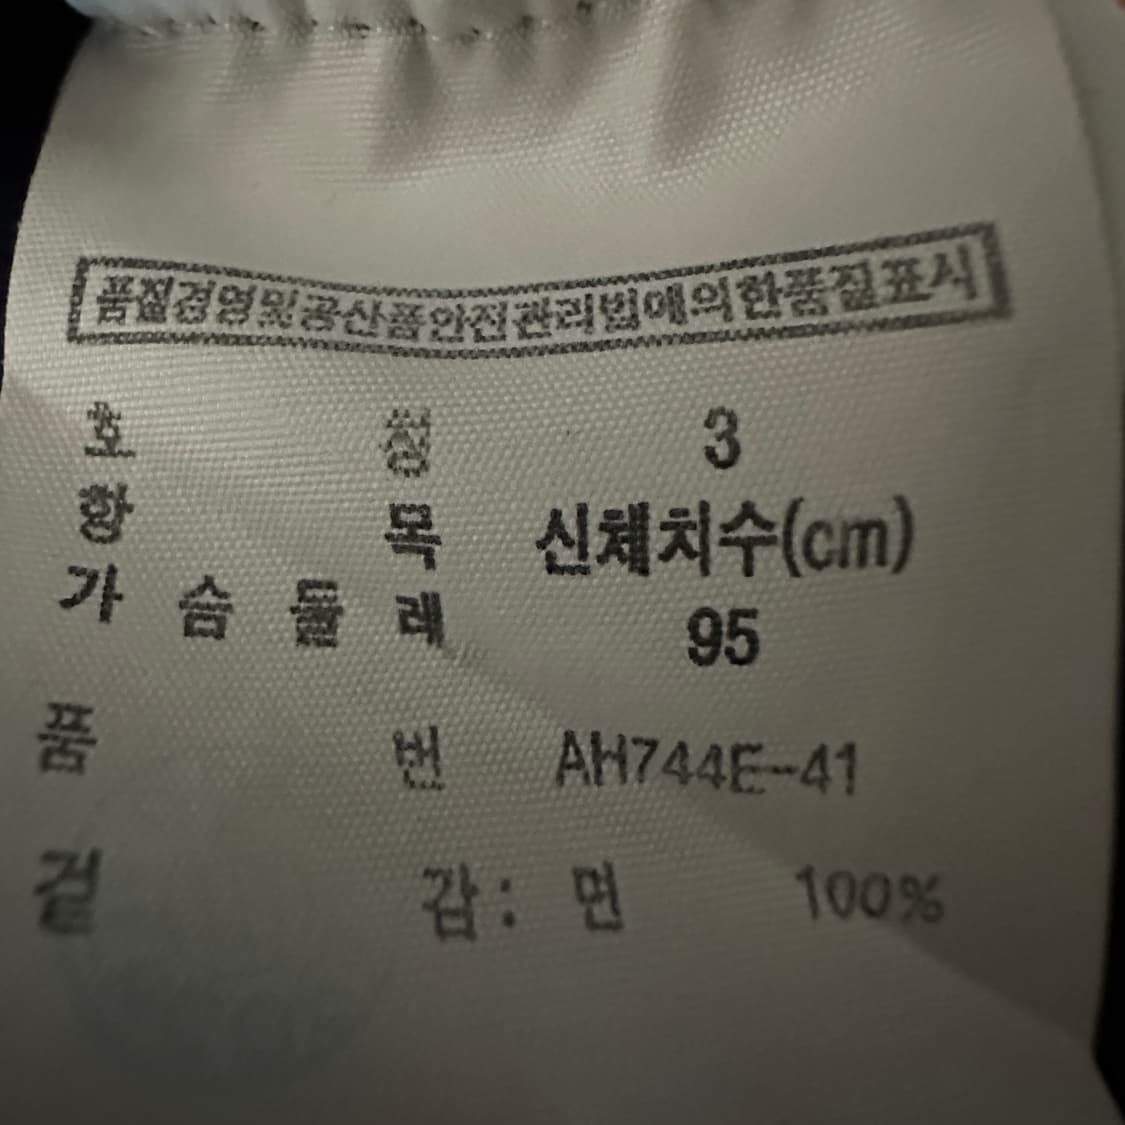 품질경영및공산품안전관리법에의한품질표시
호 칭 3
항 목 신체치수(cm)
가 슴 둘 레 95
품 번 AH744E-41
겉 감 : 면 100%